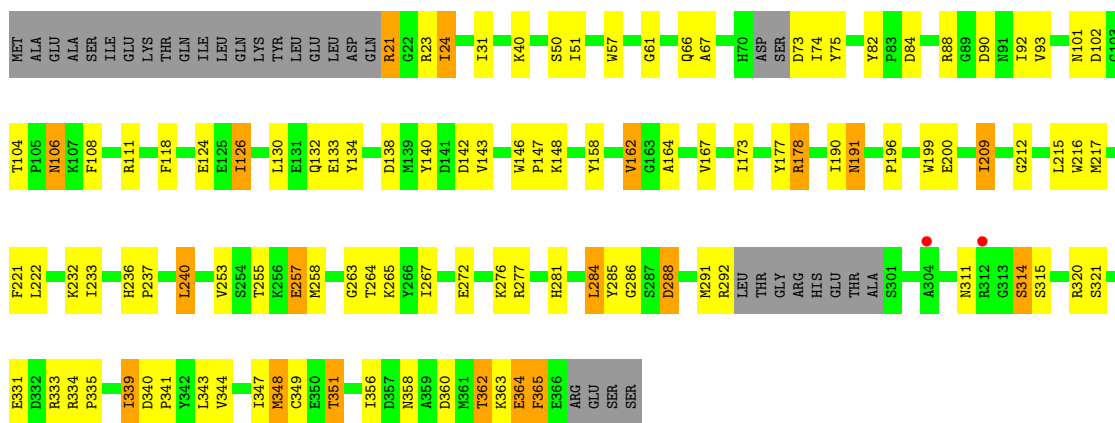 MET ALA GLU ALA SER ILE GLU LYS THR GLN ILE LEU GLN LYS TYR LEU GLU LEU ASP GLN R21 G22 R23 I24 I31 K40 S50 I51 W57 G61 Q66 A67 H70 ASP SER D73 I74 Y75 Y82 P83 D84 R88 G89 D90 N91 I92 V93 N101 D102 G103
T104 P105 N106 K107 F108 R111 F118 E124 E125 I126 L130 E131 Q132 E133 Y134 D138 M139 Y140 D141 D142 V143 W146 P147 K148 Y158 V162 G163 A164 V167 I173 Y177 R178 I190 N191 P196 W199 E200 I209 G212 L215 W216 M217
F221 L222 K232 I233 H236 P237 L240 V253 S254 T255 K256 E257 M258 G263 T264 K265 Y266 I267 E272 K276 R277 H281 L284 Y285 G286 S287 D288 M291 R292 LEU THR GLY ARG HIS GLU THR ALA S301 A304 N311 R312 G313 S314 S315 R320 S321
E331 D332 R333 R334 P335 I339 D340 P341 Y342 L343 V344 I347 M348 C349 E350 T351 I356 D357 N358 A359 D360 M361 T362 K363 E364 F365 E366 ARG GLU SER SER